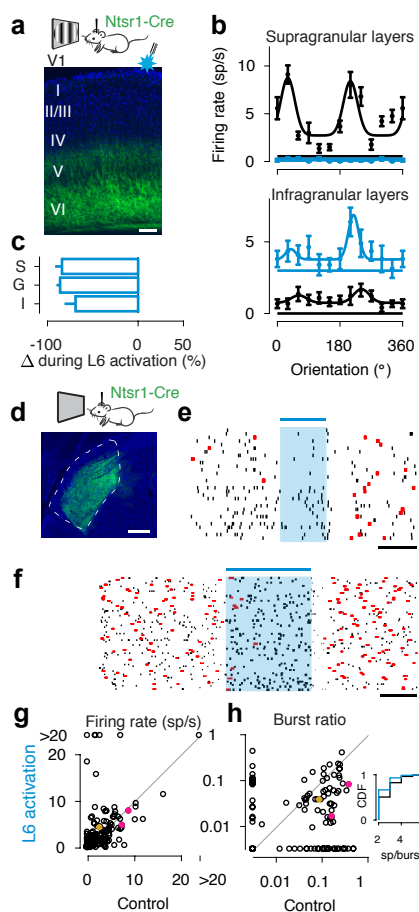 a
Ntsr1-Cre
V1
I
II/III
IV
V
VI
b
Supragranular layers
Firing rate (sp/s)
10
5
0
Infragranular layers
5
0
0
180
360
Orientation (°)
c
S
G
I
-100
0
50
Δ during L6 activation (%)
d
Ntsr1-Cre
e
f
g
Firing rate (sp/s)
L6 activation
>20
20
10
0
0
10
20
>20
Control
h
Burst ratio
1
0.1
0.01
0.01
0.1
1
Control
CDF
1
0
2
4
sp/burst